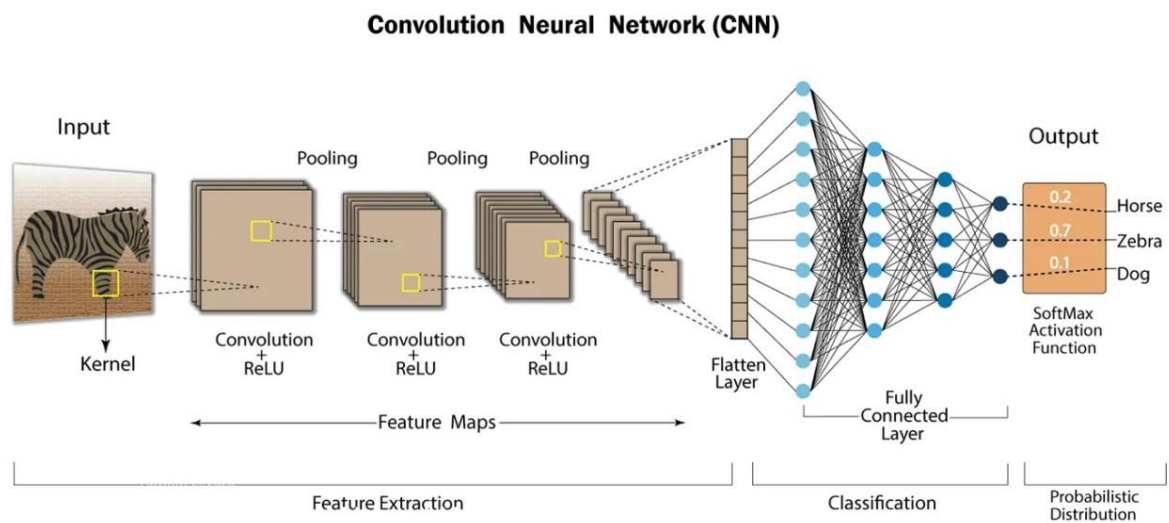 Convolution Neural Network (CNN)
Input
Pooling
Pooling
Pooling
Output
0.2
Horse
0.7
Zebra
0.1
Dog
SoftMax
Activation
Function
Kernel
Convolution
+
ReLU
Convolution
+
ReLU
Convolution
+
ReLU
Flatten
Layer
Fully
Connected
Layer
Feature Maps
Feature Extraction
Classification
Probabilistic
Distribution